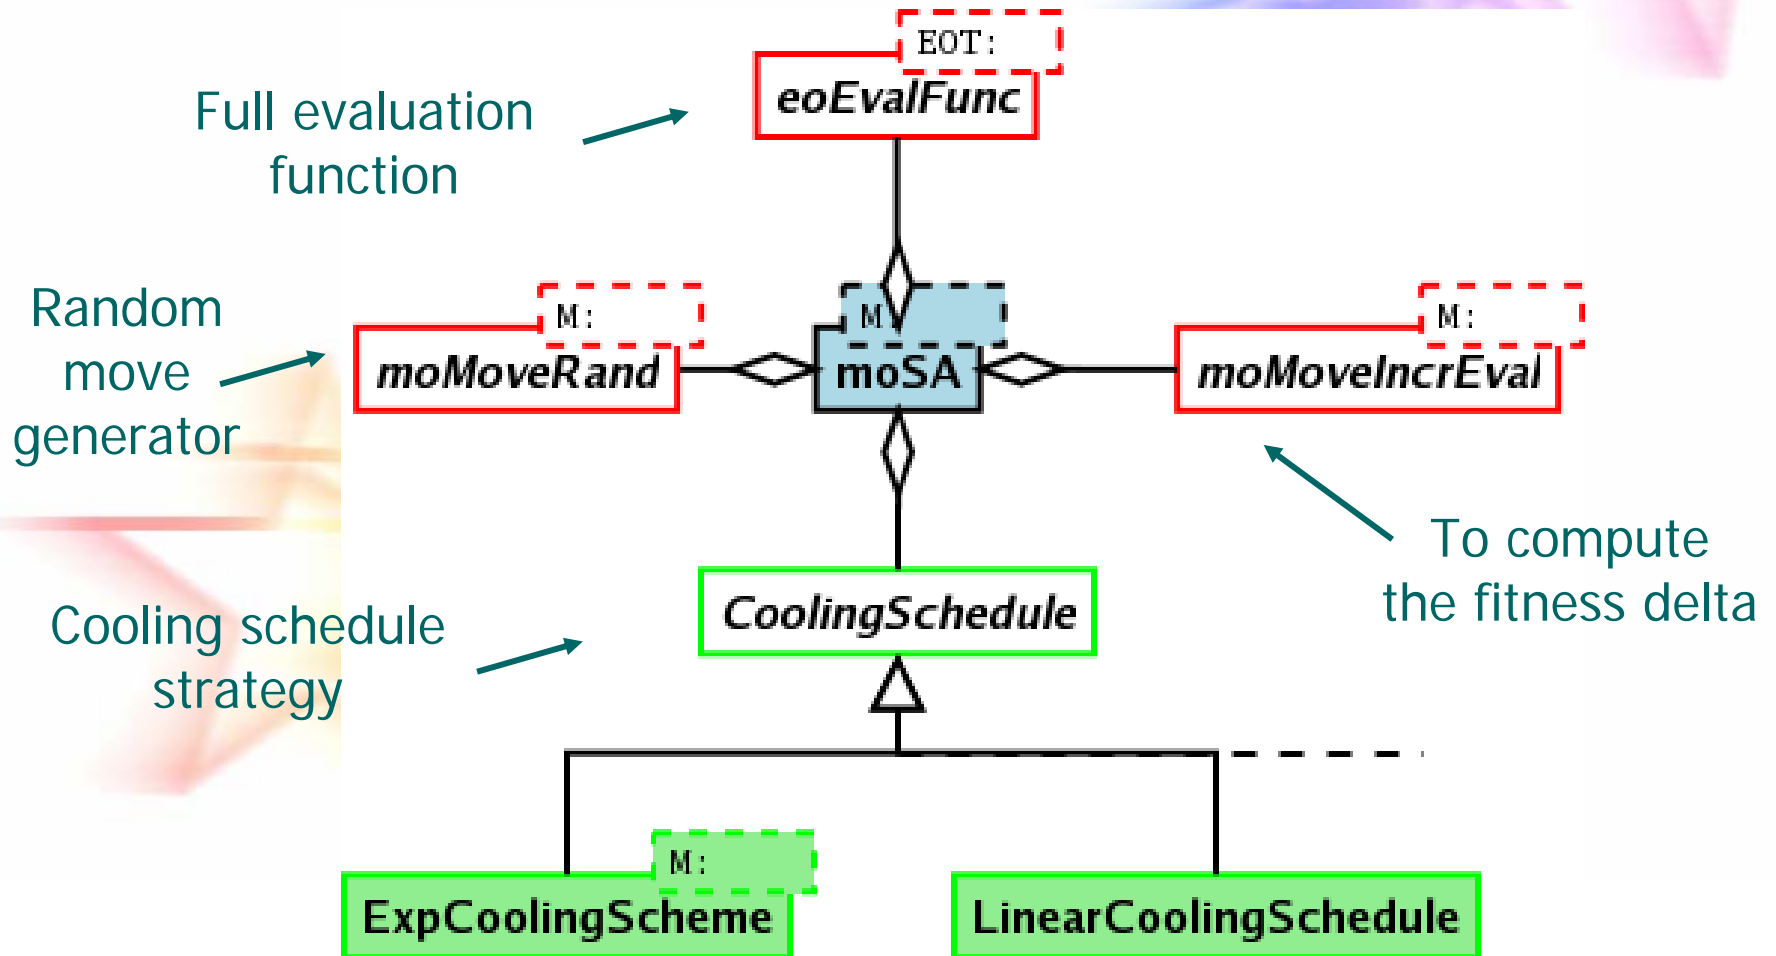 EOT:
eoEvalFunc
Full evaluation
function
Random
move
generator
M:
moMoveRand
M:
moSA
M:
moMoveIncrEval
To compute
the fitness delta
CoolingSchedule
Cooling schedule
strategy
M:
ExpCoolingScheme
LinearCoolingSchedule